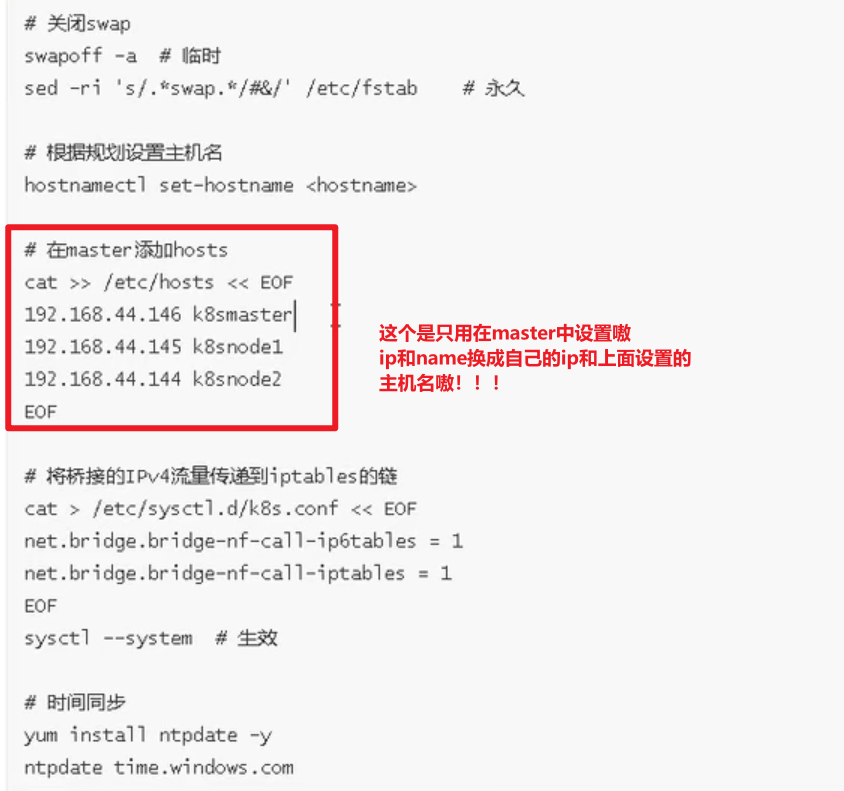 # 关闭swap
swapoff -a  # 临时
sed -ri 's/.*swap.*/#&/' /etc/fstab    # 永久
# 根据规划设置主机名
hostnamectl set-hostname <hostname>
# 在master添加hosts
cat >> /etc/hosts << EOF
192.168.44.146 k8smaster
192.168.44.145 k8snode1
192.168.44.144 k8snode2
EOF
这个是只用在master中设置嗷
ip和name换成自己的ip和上面设置的
主机名嗷！！！
# 将桥接的IPv4流量传递到iptables的链
cat > /etc/sysctl.d/k8s.conf << EOF
net.bridge.bridge-nf-call-ip6tables = 1
net.bridge.bridge-nf-call-iptables = 1
EOF
sysctl --system  # 生效
# 时间同步
yum install ntpdate -y
ntpdate time.windows.com